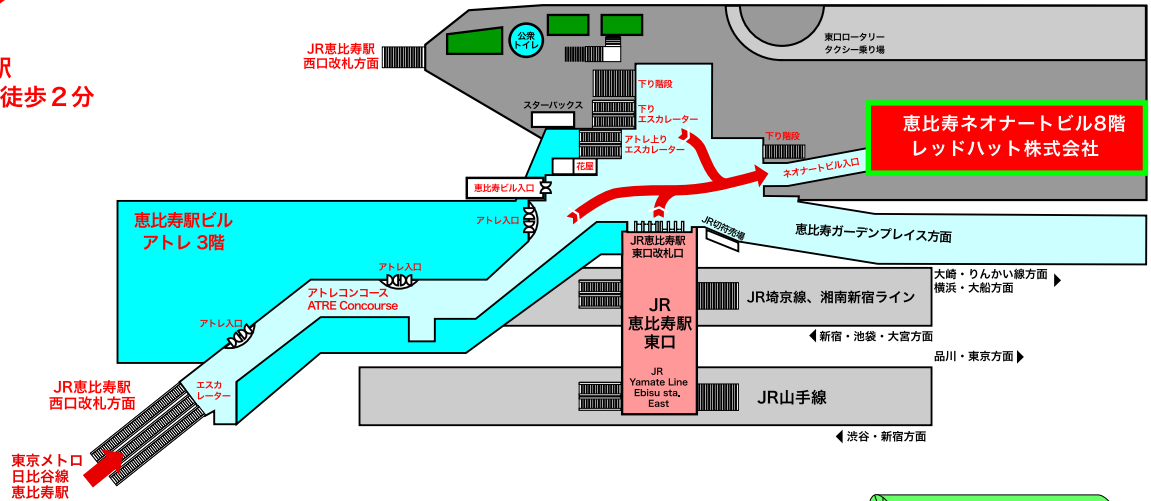 駅
徒歩2分
JR恵比寿駅
西口改札方面
公衆
トイレ
東口ロータリー
タクシー乗り場
スターバックス
下り階段
下り
エスカレーター
アトレ上り
エスカレーター
花屋
下り階段
恵比寿ネオナートビル8階
レッドハット株式会社
ネオナートビル入口
恵比寿ビル入口
恵比寿駅ビル
アトレ 3階
アトレ入口
JR切符売場
恵比寿ガーデンプレイス方面
JR恵比寿駅
東口改札口
アトレ入口
アトレコンコース
ATRE Concourse
アトレ入口
大崎・りんかい線方面
横浜・大船方面
JR埼京線、湘南新宿ライン
JR
恵比寿駅
東口
新宿・池袋・大宮方面
品川・東京方面
JR
Yamate Line
Ebisu sta.
East
JR山手線
渋谷・新宿方面
エスカ
レーター
JR恵比寿駅
西口改札方面
東京メトロ
日比谷線
恵比寿駅